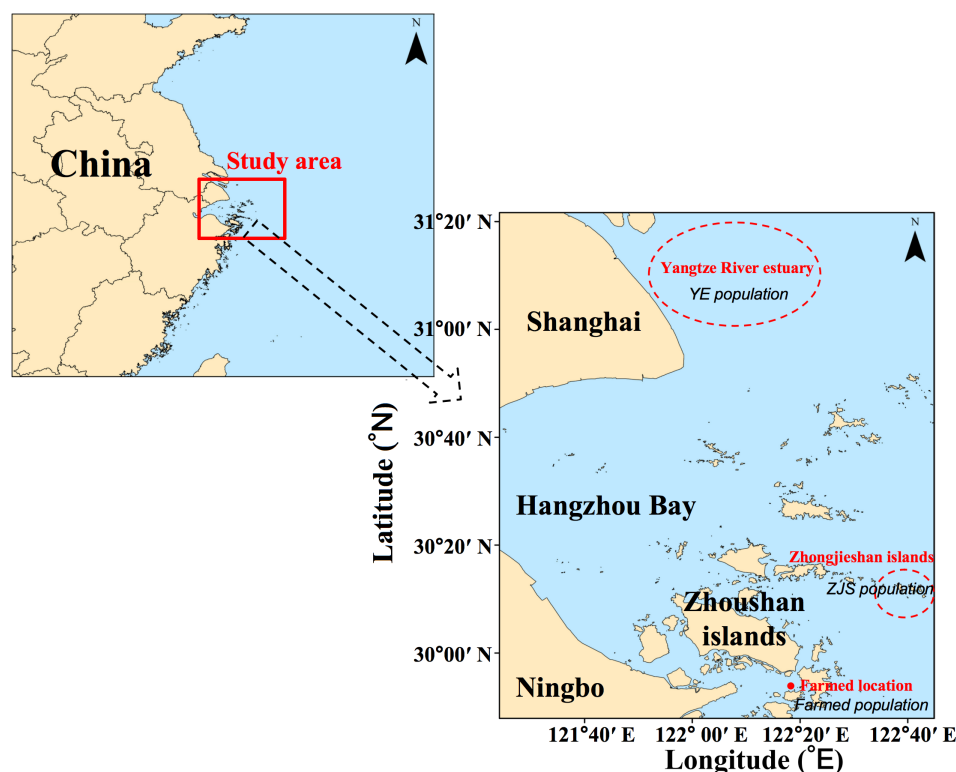 N
China
Study area
N
31°20′ N
Yangtze River estuary
YE population
Shanghai
31°00′ N
30°40′ N
Latitude (°N)
Hangzhou Bay
30°20′ N
Zhongjieshan islands
ZJS population
Zhoushan
islands
30°00′ N
Ningbo
Farmed location
Farmed population
121°40′ E
122°00′ E
122°20′ E
122°40′ E
Longitude (°E)